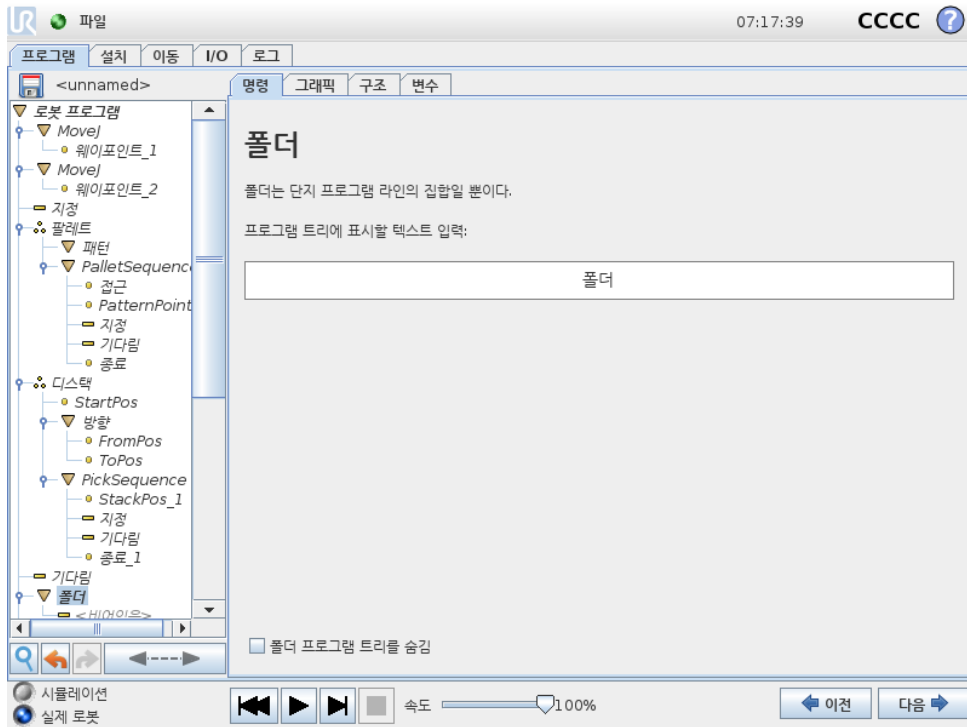 UR 파일 07:17:39 CCCC ?
프로그램 설치 이동 I/O 로그
<unnamed>
명령 그래픽 구조 변수
로봇 프로그램
MoveJ
웨이포인트_1
MoveJ
웨이포인트_2
지정
팔레트
패턴
PalletSequence
접근
PatternPoint
지정
기다림
종료
디스택
StartPos
방향
FromPos
ToPos
PickSequence
StackPos_1
지정
기다림
종료_1
기다림
폴더
<비어있음>
폴더
폴더는 단지 프로그램 라인의 집합일 뿐이다.
프로그램 트리에 표시할 텍스트 입력:
폴더
폴더 프로그램 트리를 숨김
시뮬레이션
실제 로봇
속도 100%
이전 다음